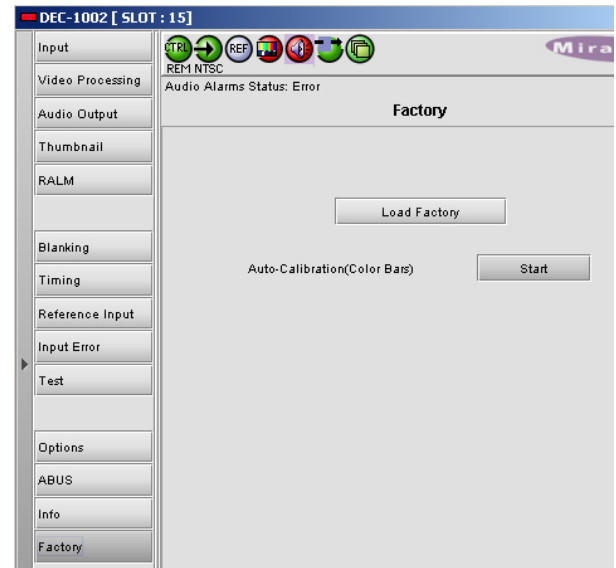 DEC-1002 [ SLOT : 15]
Input
Video Processing
Audio Output
Thumbnail
RALM
Blanking
Timing
Reference Input
Input Error
Test
Options
ABUS
Info
Factory
CTRL
REF
REM NTSC
Mira
Audio Alarms Status: Error
Factory
Load Factory
Auto-Calibration(Color Bars)
Start